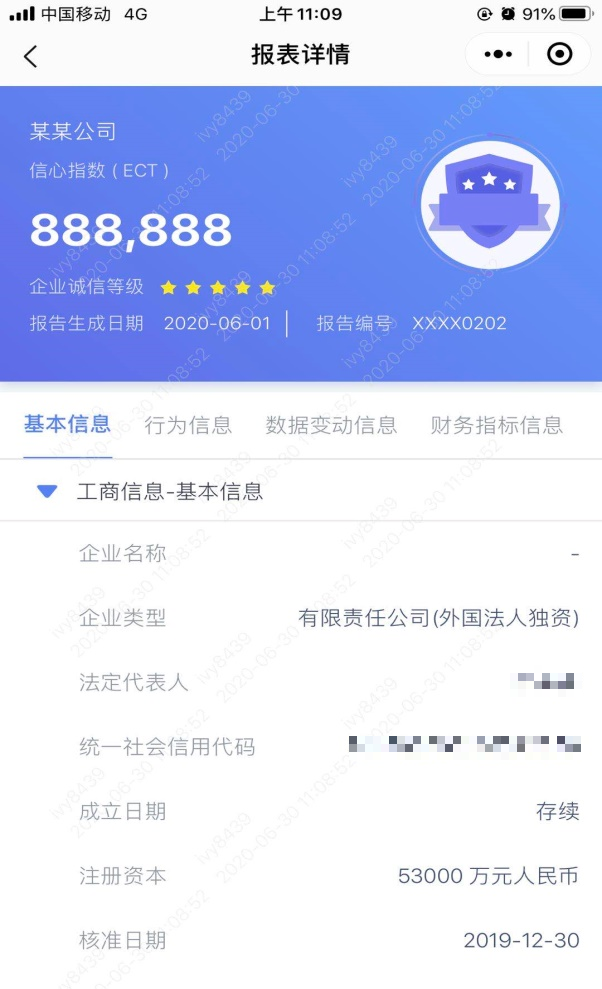 中国移动 4G 上午 11:09 91%
报表详情
某某公司
信心指数 ( ECT )
888,888
企业诚信等级
报告生成日期 2020-06-01 报告编号 XXXX0202
基本信息 行为信息 数据变动信息 财务指标信息
工商信息-基本信息
企业名称 -
企业类型 有限责任公司(外国法人独资)
法定代表人
统一社会信用代码
成立日期 存续
注册资本 53000 万元人民币
核准日期 2019-12-30
ivy8439
2020-06-30 11:08:52